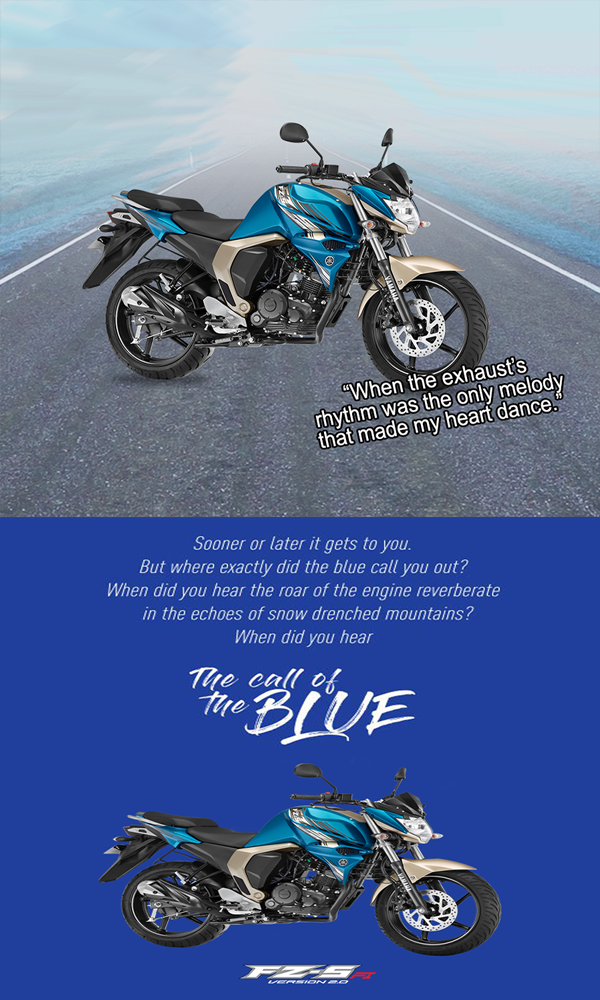 “When the exhaust’s
rhythm was the only melody
that made my heart dance.”
Sooner or later it gets to you.
But where exactly did the blue call you out?
When did you hear the roar of the engine reverberate
in the echoes of snow drenched mountains?
When did you hear
The call of
the BLUE
FZ-S FI
VERSION 2.0